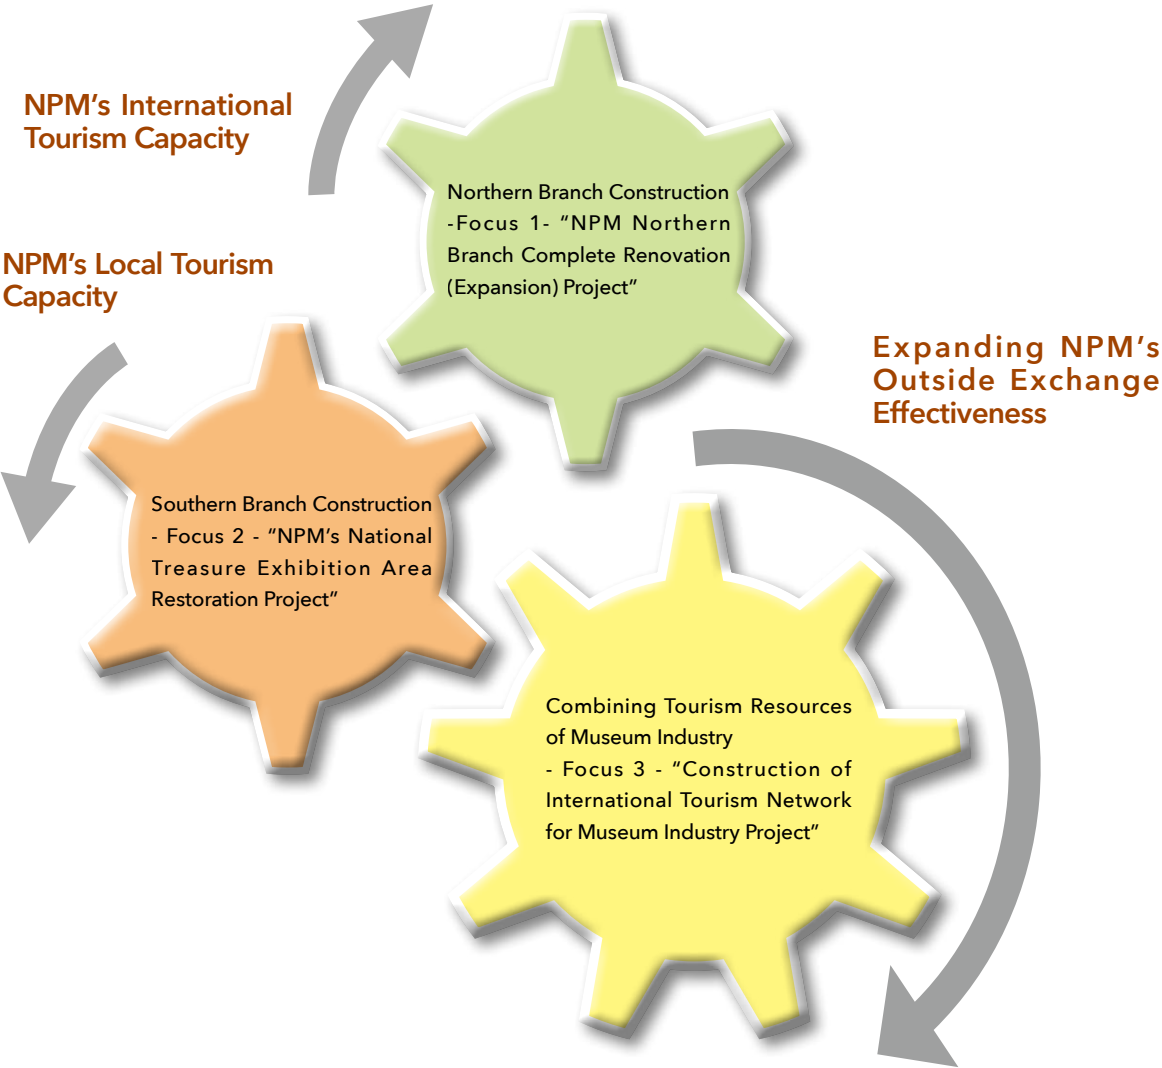 NPM’s International
Tourism Capacity
Northern Branch Construction
-Focus 1- “NPM Northern
Branch Complete Renovation
(Expansion) Project”
NPM’s Local Tourism
Capacity
Expanding NPM’s
Outside Exchange
Effectiveness
Southern Branch Construction
- Focus 2 - “NPM’s National
Treasure Exhibition Area
Restoration Project”
Combining Tourism Resources
of Museum Industry
- Focus 3 - “Construction of
International Tourism Network
for Museum Industry Project”